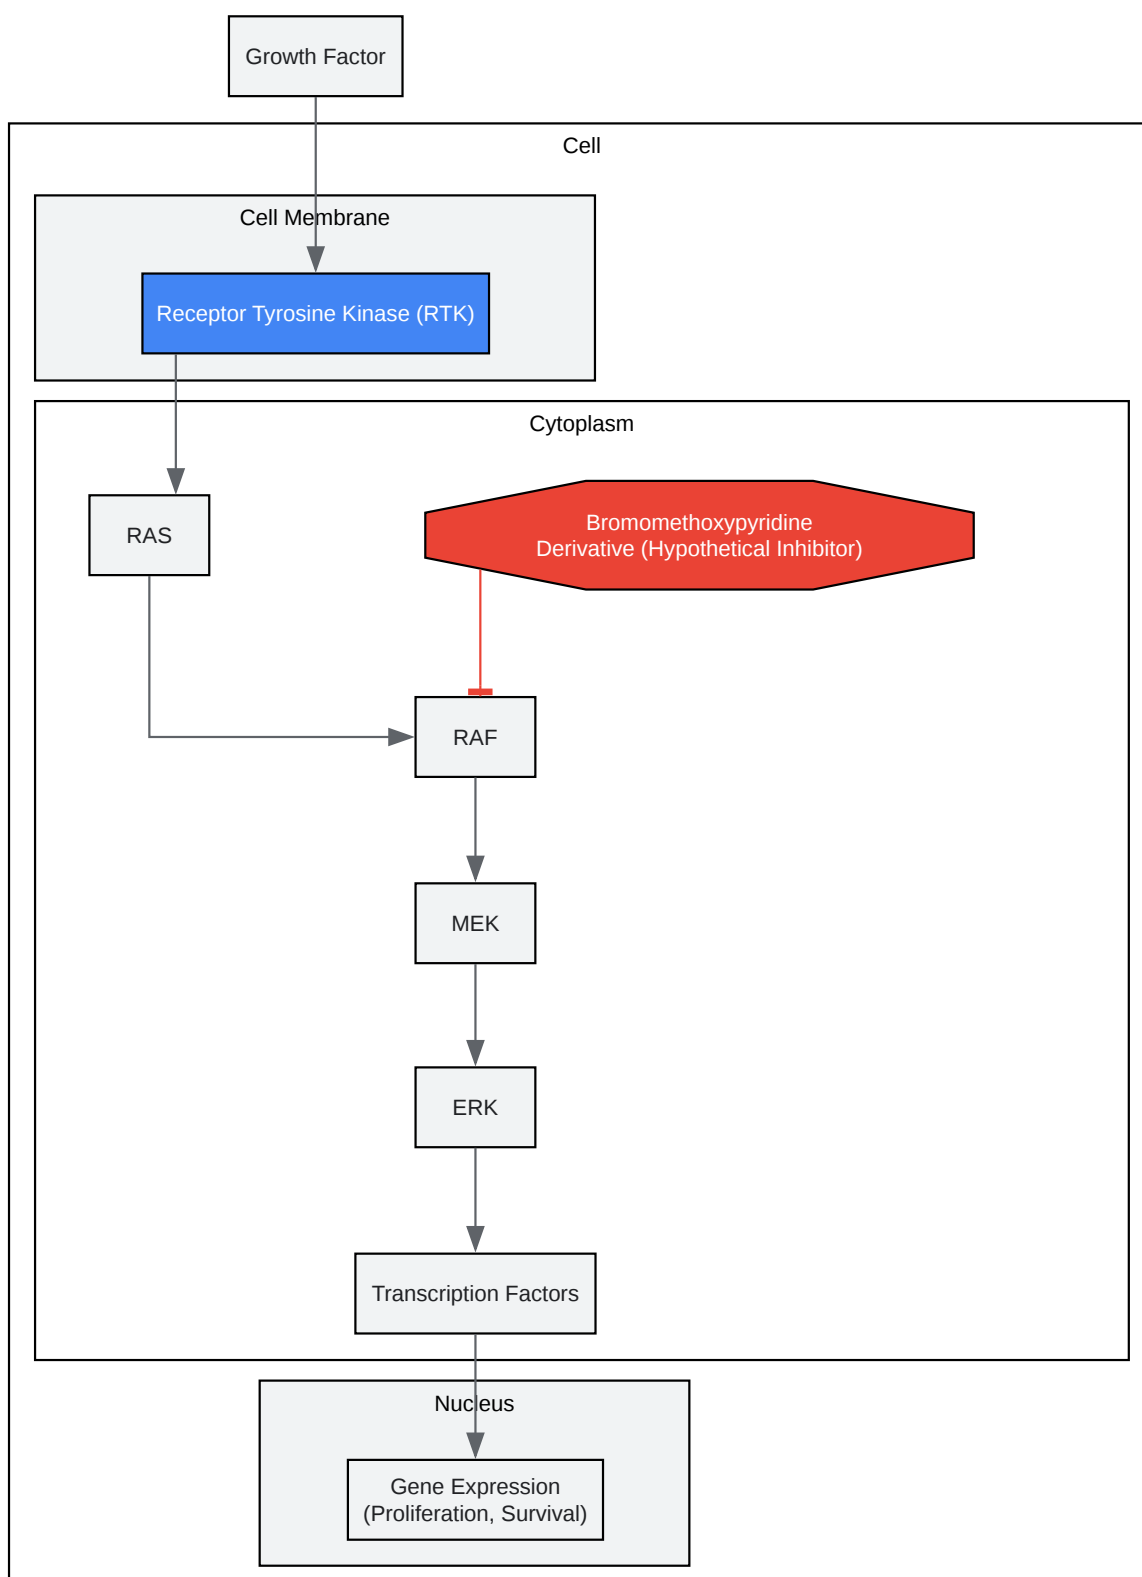 Growth Factor
Cell
Cell Membrane
Receptor Tyrosine Kinase (RTK)
Cytoplasm
RAS
Bromomethoxypyridine
Derivative (Hypothetical Inhibitor)
RAF
MEK
ERK
Transcription Factors
Nucleus
Gene Expression
(Proliferation, Survival)